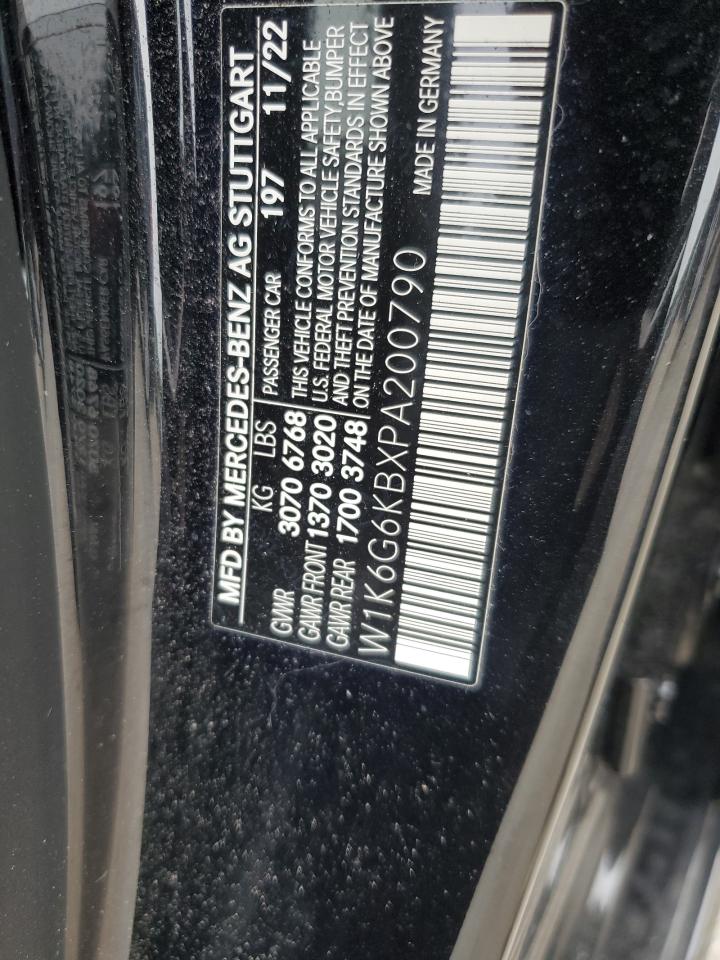 MFD BY MERCEDES-BENZ AG STUTTGART
KG LBS PASSENGER CAR 197 11/22
GVWR 3070 6768 THIS VEHICLE CONFORMS TO ALL APPLICABLE
GAWR FRONT 1370 3020 U.S. FEDERAL MOTOR VEHICLE SAFETY, BUMPER
GAWR REAR 1700 3748 AND THEFT PREVENTION STANDARDS IN EFFECT
ON THE DATE OF MANUFACTURE SHOWN ABOVE
W1K6G6KBXPA200790 MADE IN GERMANY